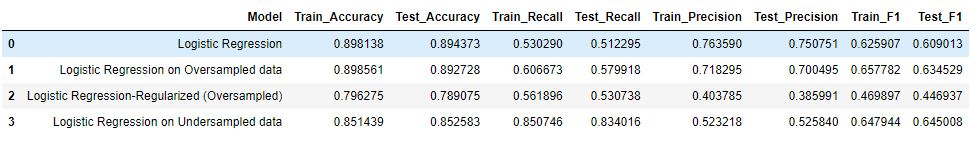 Model Train_Accuracy Test_Accuracy Train_Recall Test_Recall Train_Precision Test_Precision Train_F1 Test_F1
0 Logistic Regression 0.898138 0.894373 0.530290 0.512295 0.763590 0.750751 0.625907 0.609013
1 Logistic Regression on Oversampled data 0.898561 0.892728 0.606673 0.579918 0.718295 0.700495 0.657782 0.634529
2 Logistic Regression-Regularized (Oversampled) 0.796275 0.789075 0.561896 0.530738 0.403785 0.385991 0.469897 0.446937
3 Logistic Regression on Undersampled data 0.851439 0.852583 0.850746 0.834016 0.523218 0.525840 0.647944 0.645008